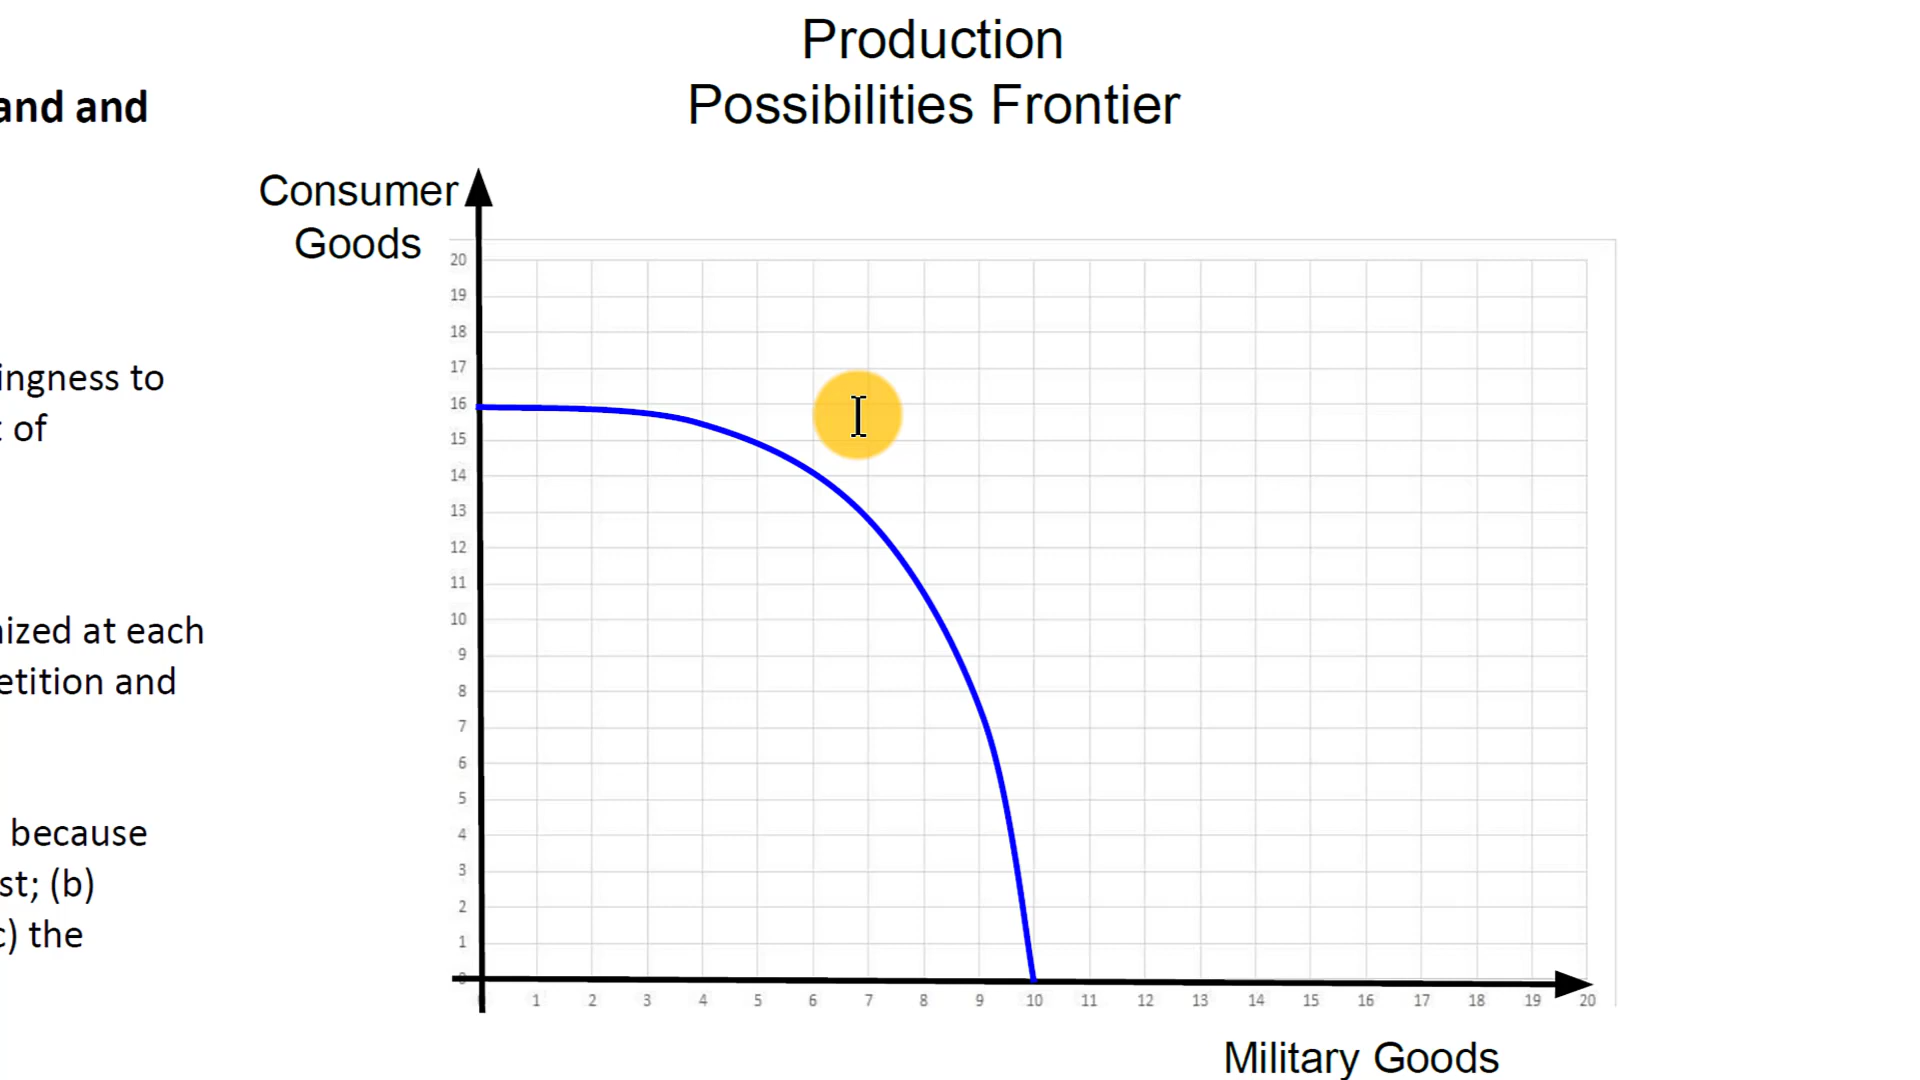 Production
Possibilities Frontier
and and
Consumer
Goods
ingness to
of
ized at each
etition and
because
st; (b)
c) the
20
19
18
17
16
15
14
13
12
11
10
9
8
7
6
5
4
3
2
1
0
1 2 3 4 5 6 7 8 9 10 11 12 13 14 15 16 17 18 19 20
Military Goods